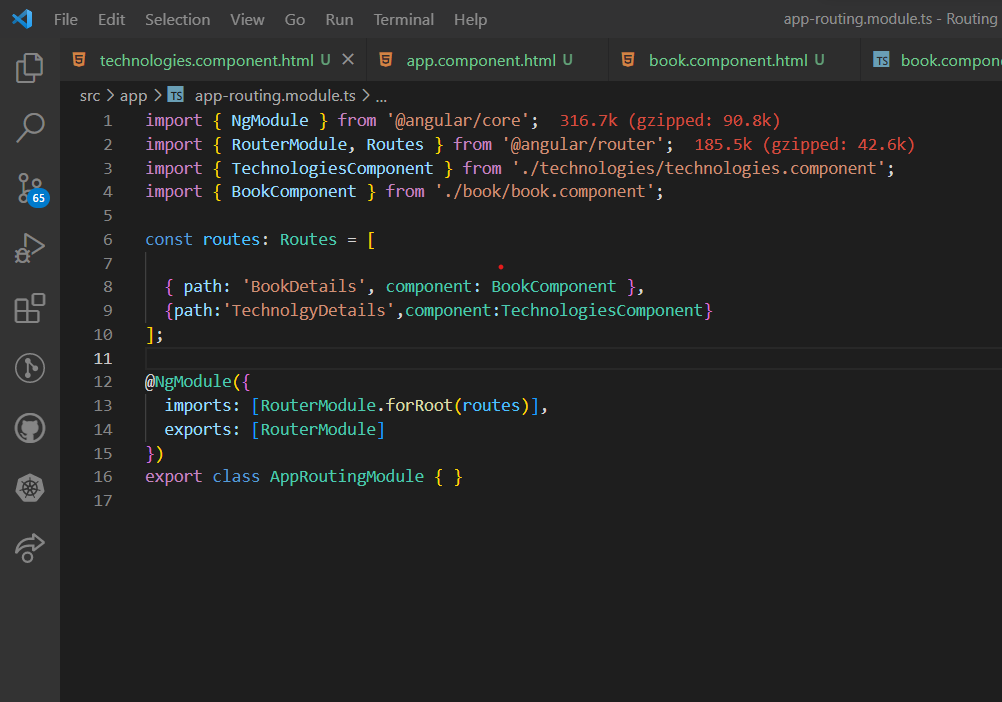 File Edit Selection View Go Run Terminal Help app-routing.module.ts - Routing
technologies.component.html U app.component.html U book.component.html U TS book.compone
src > app > TS app-routing.module.ts > ...
1 import { NgModule } from '@angular/core'; 316.7k (gzipped: 90.8k)
2 import { RouterModule, Routes } from '@angular/router'; 185.5k (gzipped: 42.6k)
3 import { TechnologiesComponent } from './technologies/technologies.component';
4 import { BookComponent } from './book/book.component';
65
5
6 const routes: Routes = [
7
8 { path: 'BookDetails', component: BookComponent },
9 {path:'TechnolgyDetails',component:TechnologiesComponent}
10 ];
11
12 @NgModule({
13 imports: [RouterModule.forRoot(routes)],
14 exports: [RouterModule]
15 })
16 export class AppRoutingModule { }
17